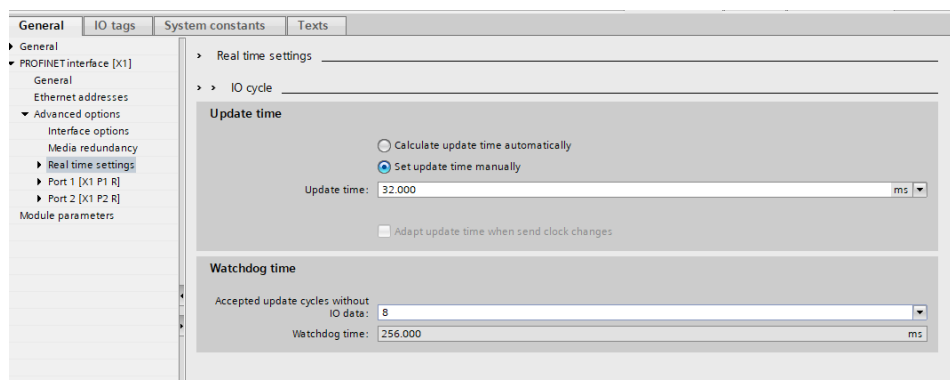 General IO tags System constants Texts
General
PROFINET interface [X1]
General
Ethernet addresses
Advanced options
Interface options
Media redundancy
Real time settings
Port 1 [X1 P1 R]
Port 2 [X1 P2 R]
Module parameters
Real time settings
IO cycle
Update time
Calculate update time automatically
Set update time manually
Update time: 32.000 ms
Adapt update time when send clock changes
Watchdog time
Accepted update cycles without
IO data: 8
Watchdog time: 256.000 ms